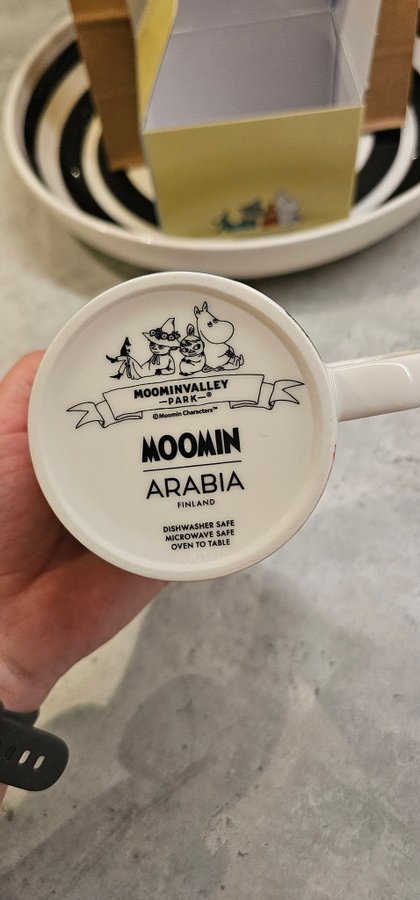 MOOMINVALLEY
—PARK—®
©Moomin Characters™
MOOMIN
ARABIA
FINLAND
DISHWASHER SAFE
MICROWAVE SAFE
OVEN TO TABLE